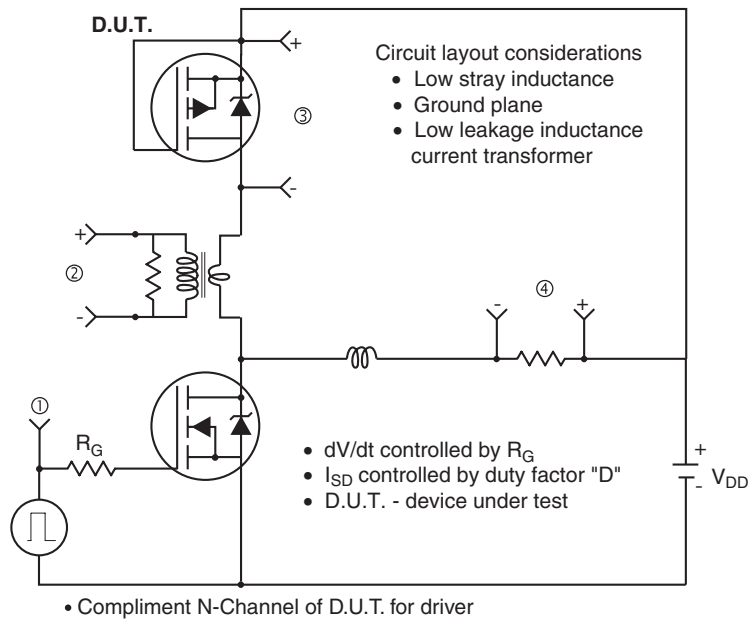 D.U.T.
+
③
-
Circuit layout considerations
• Low stray inductance
• Ground plane
• Low leakage inductance
current transformer
+
②
-
-
④
+
①
R_G
• dV/dt controlled by R_G
• I_SD controlled by duty factor "D"
• D.U.T. - device under test
+
-
V_DD
• Compliment N-Channel of D.U.T. for driver